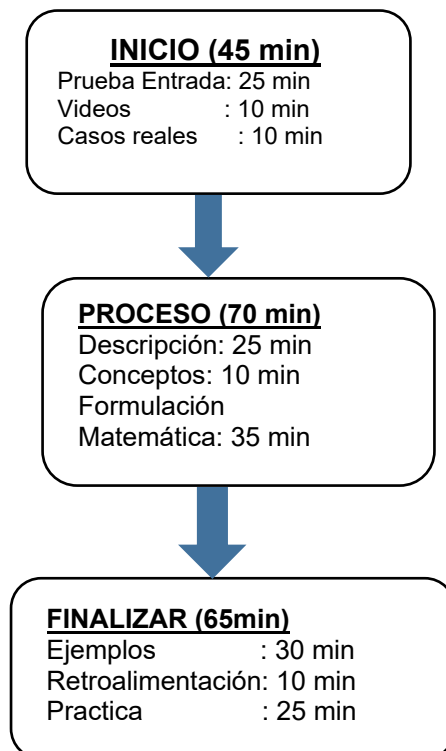 INICIO (45 min)
Prueba Entrada: 25 min
Videos : 10 min
Casos reales : 10 min
PROCESO (70 min)
Descripción: 25 min
Conceptos: 10 min
Formulación
Matemática: 35 min
FINALIZAR (65min)
Ejemplos : 30 min
Retroalimentación: 10 min
Practica : 25 min